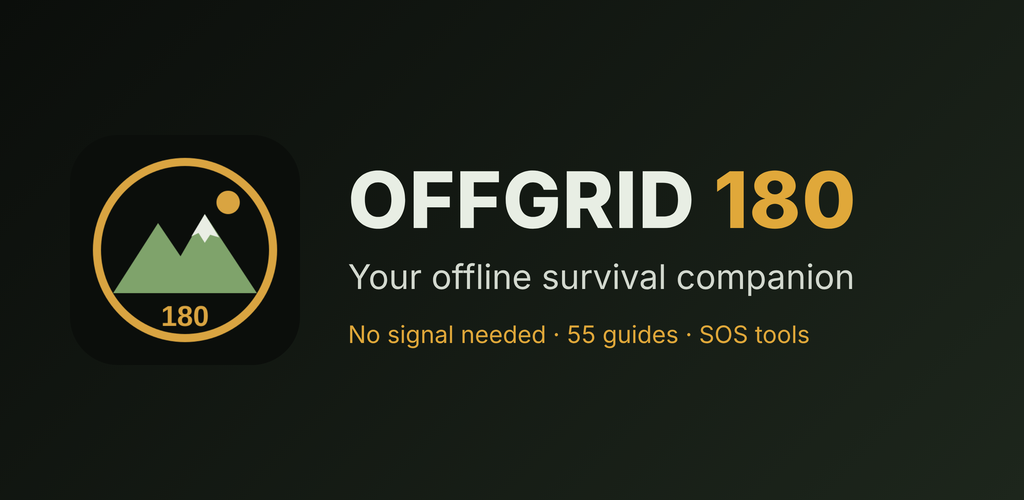 OFFGRID 180
Your offline survival companion
No signal needed · 55 guides · SOS tools
180